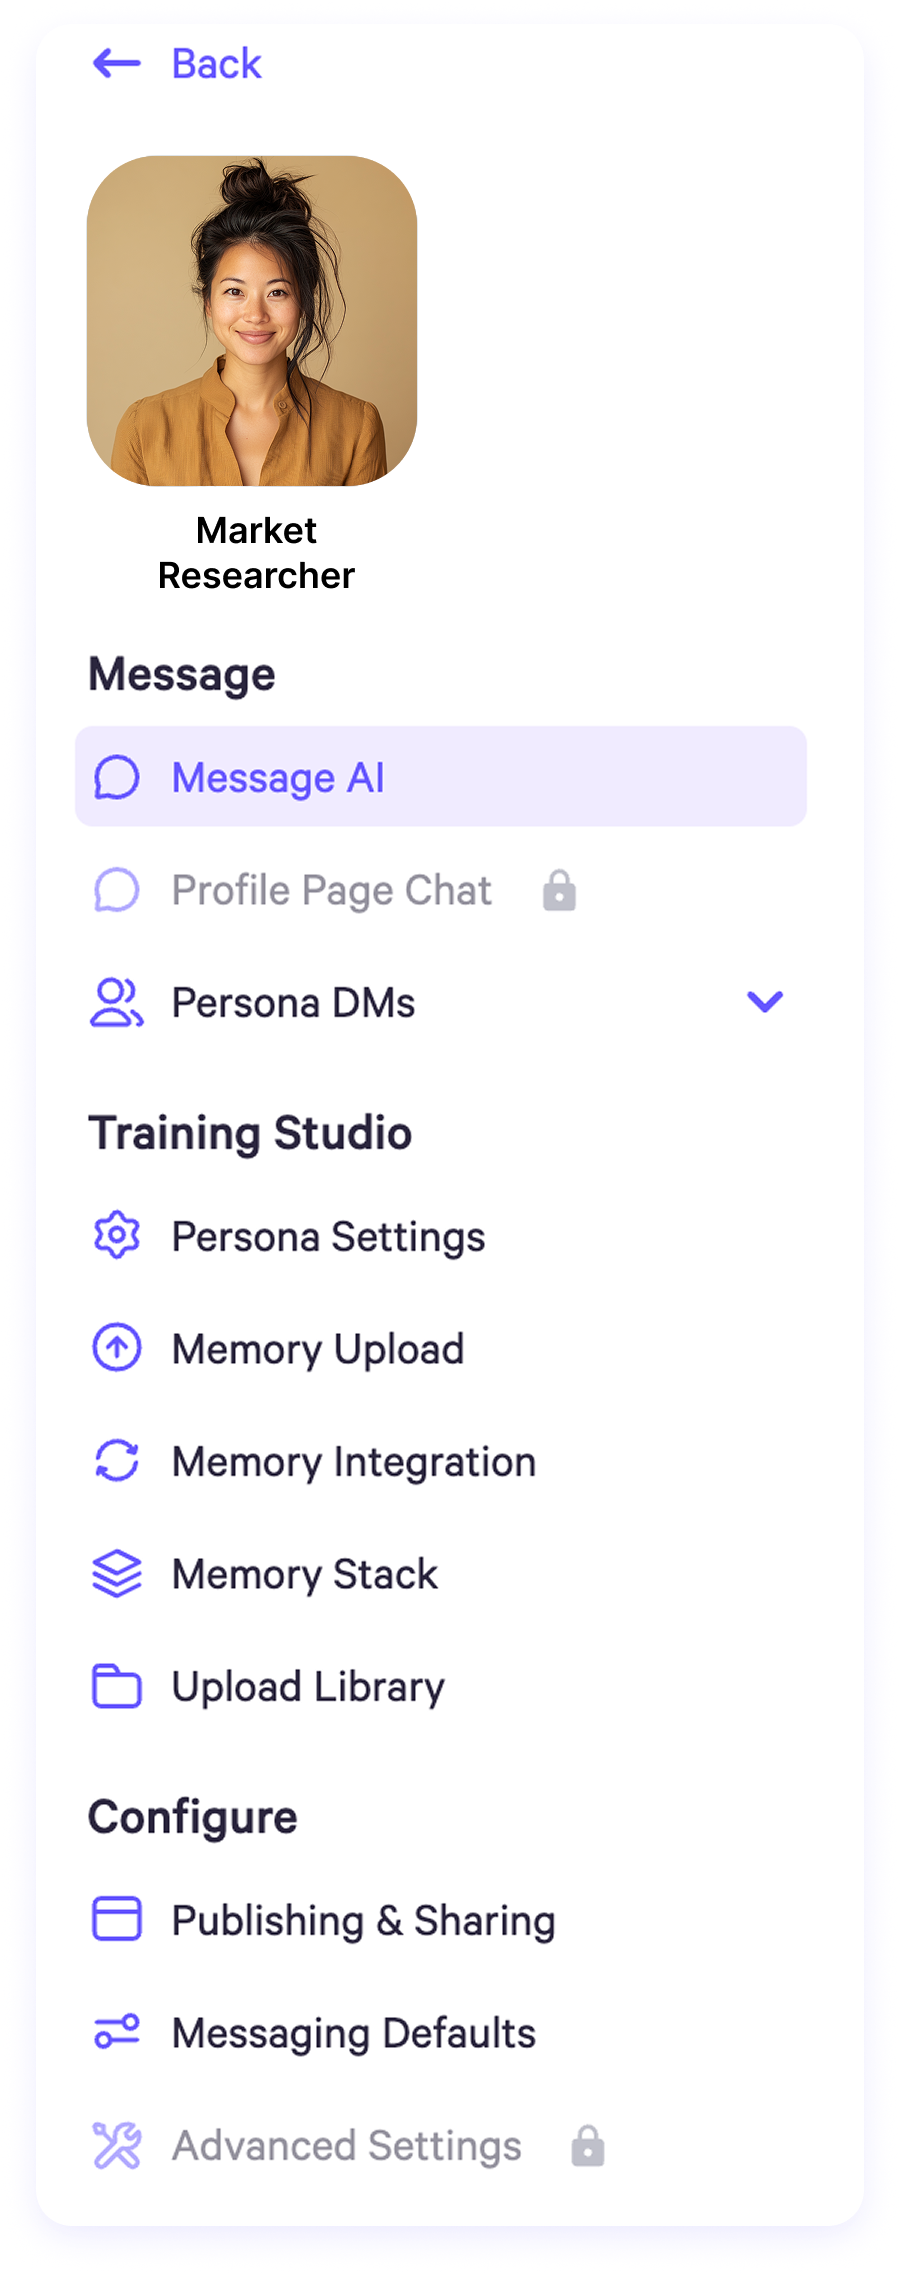 Back
Market
Researcher
Message
Message AI
Profile Page Chat
Persona DMs
Training Studio
Persona Settings
Memory Upload
Memory Integration
Memory Stack
Upload Library
Configure
Publishing & Sharing
Messaging Defaults
Advanced Settings